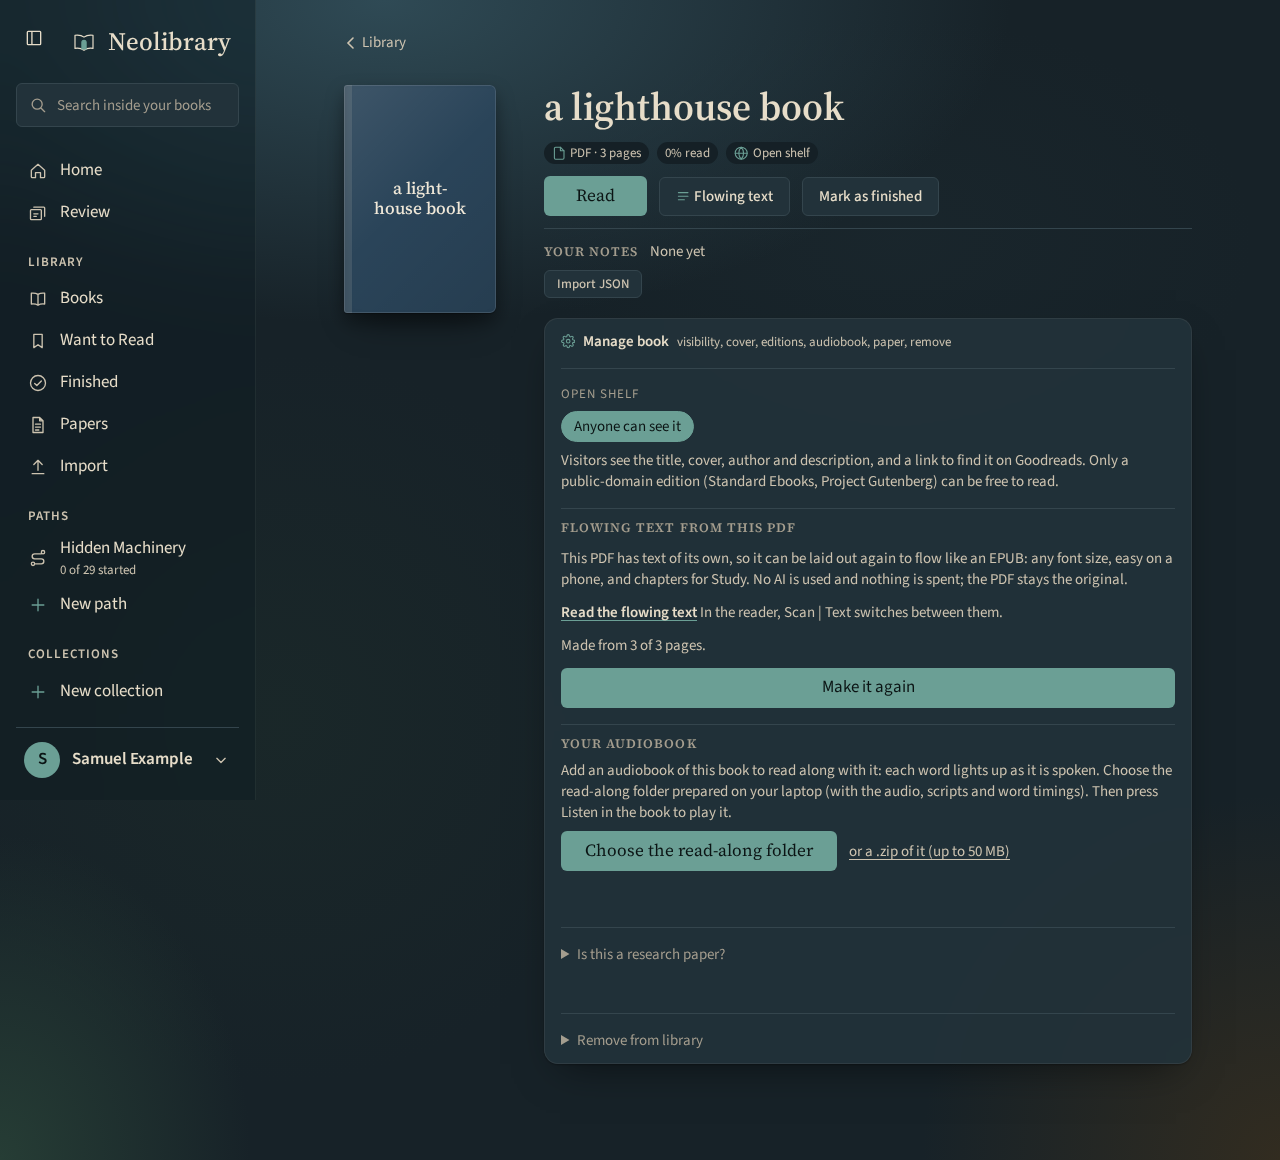 Neolibrary
Search inside your books
Home
Review
LIBRARY
Books
Want to Read
Finished
Papers
Import
PATHS
Hidden Machinery
0 of 29 started
New path
COLLECTIONS
New collection
S
Samuel Example
Library
a light-
house book
a lighthouse book
PDF · 3 pages
0% read
Open shelf
Read
Flowing text
Mark as finished
YOUR NOTES None yet
Import JSON
Manage book visibility, cover, editions, audiobook, paper, remove
OPEN SHELF
Anyone can see it
Visitors see the title, cover, author and description, and a link to find it on Goodreads. Only a
public-domain edition (Standard Ebooks, Project Gutenberg) can be free to read.
FLOWING TEXT FROM THIS PDF
This PDF has text of its own, so it can be laid out again to flow like an EPUB: any font size, easy on a
phone, and chapters for Study. No AI is used and nothing is spent; the PDF stays the original.
Read the flowing text In the reader, Scan | Text switches between them.
Made from 3 of 3 pages.
Make it again
YOUR AUDIOBOOK
Add an audiobook of this book to read along with it: each word lights up as it is spoken. Choose the
read-along folder prepared on your laptop (with the audio, scripts and word timings). Then press
Listen in the book to play it.
Choose the read-along folder
or a .zip of it (up to 50 MB)
Is this a research paper?
Remove from library